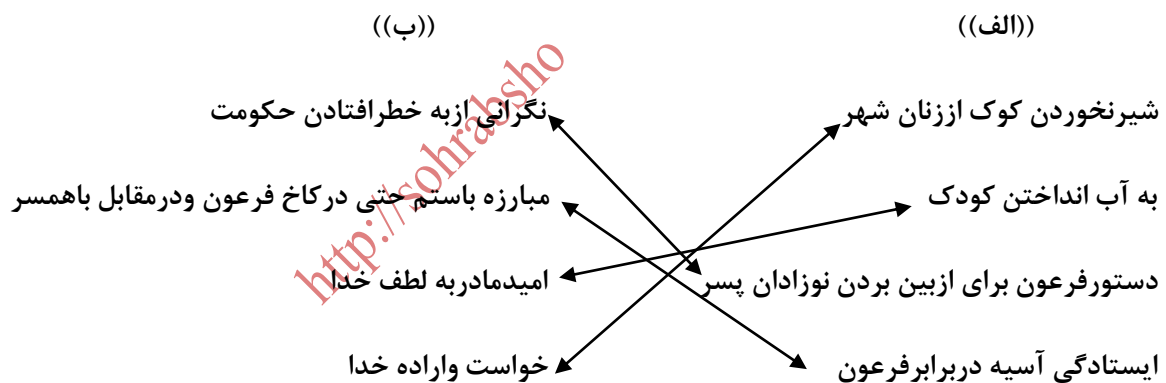 ((الف)) ((ب))
شیرنخوردن کوک اززنان شهر نگرانی ازبه خطرافتادن حکومت
به آب انداختن کودک مبارزه باستم حتی درکاخ فرعون ودرمقابل باهمسر
دستورفرعون برای ازبین بردن نوزادان پسر امیدمادربه لطف خدا
ایستادگی آسیه دربرابرفرعون خواست واراده خدا
http://sohrabsho